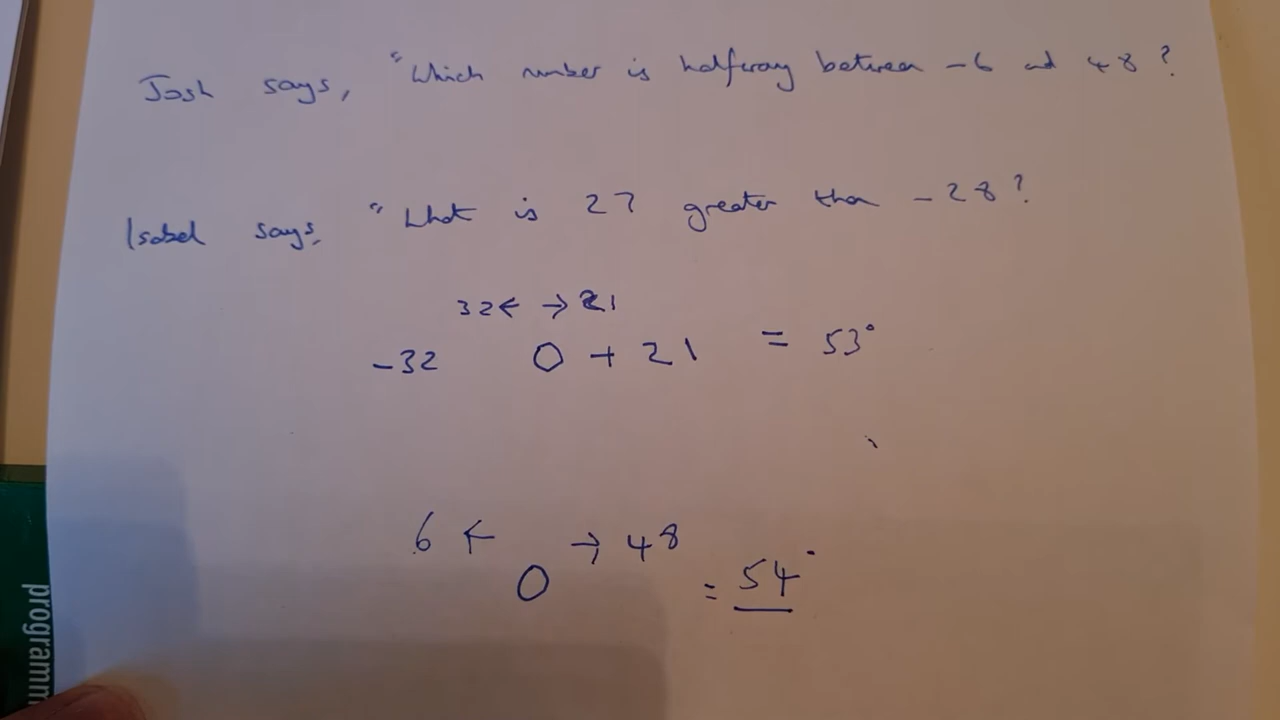 Josh says, "Which number is halfway between -6 and 48?
Isabel says, "What is 27 greater than -28?
32← →21
-32 0 + 21 = 53°
6← →48
0 = 54°
programm